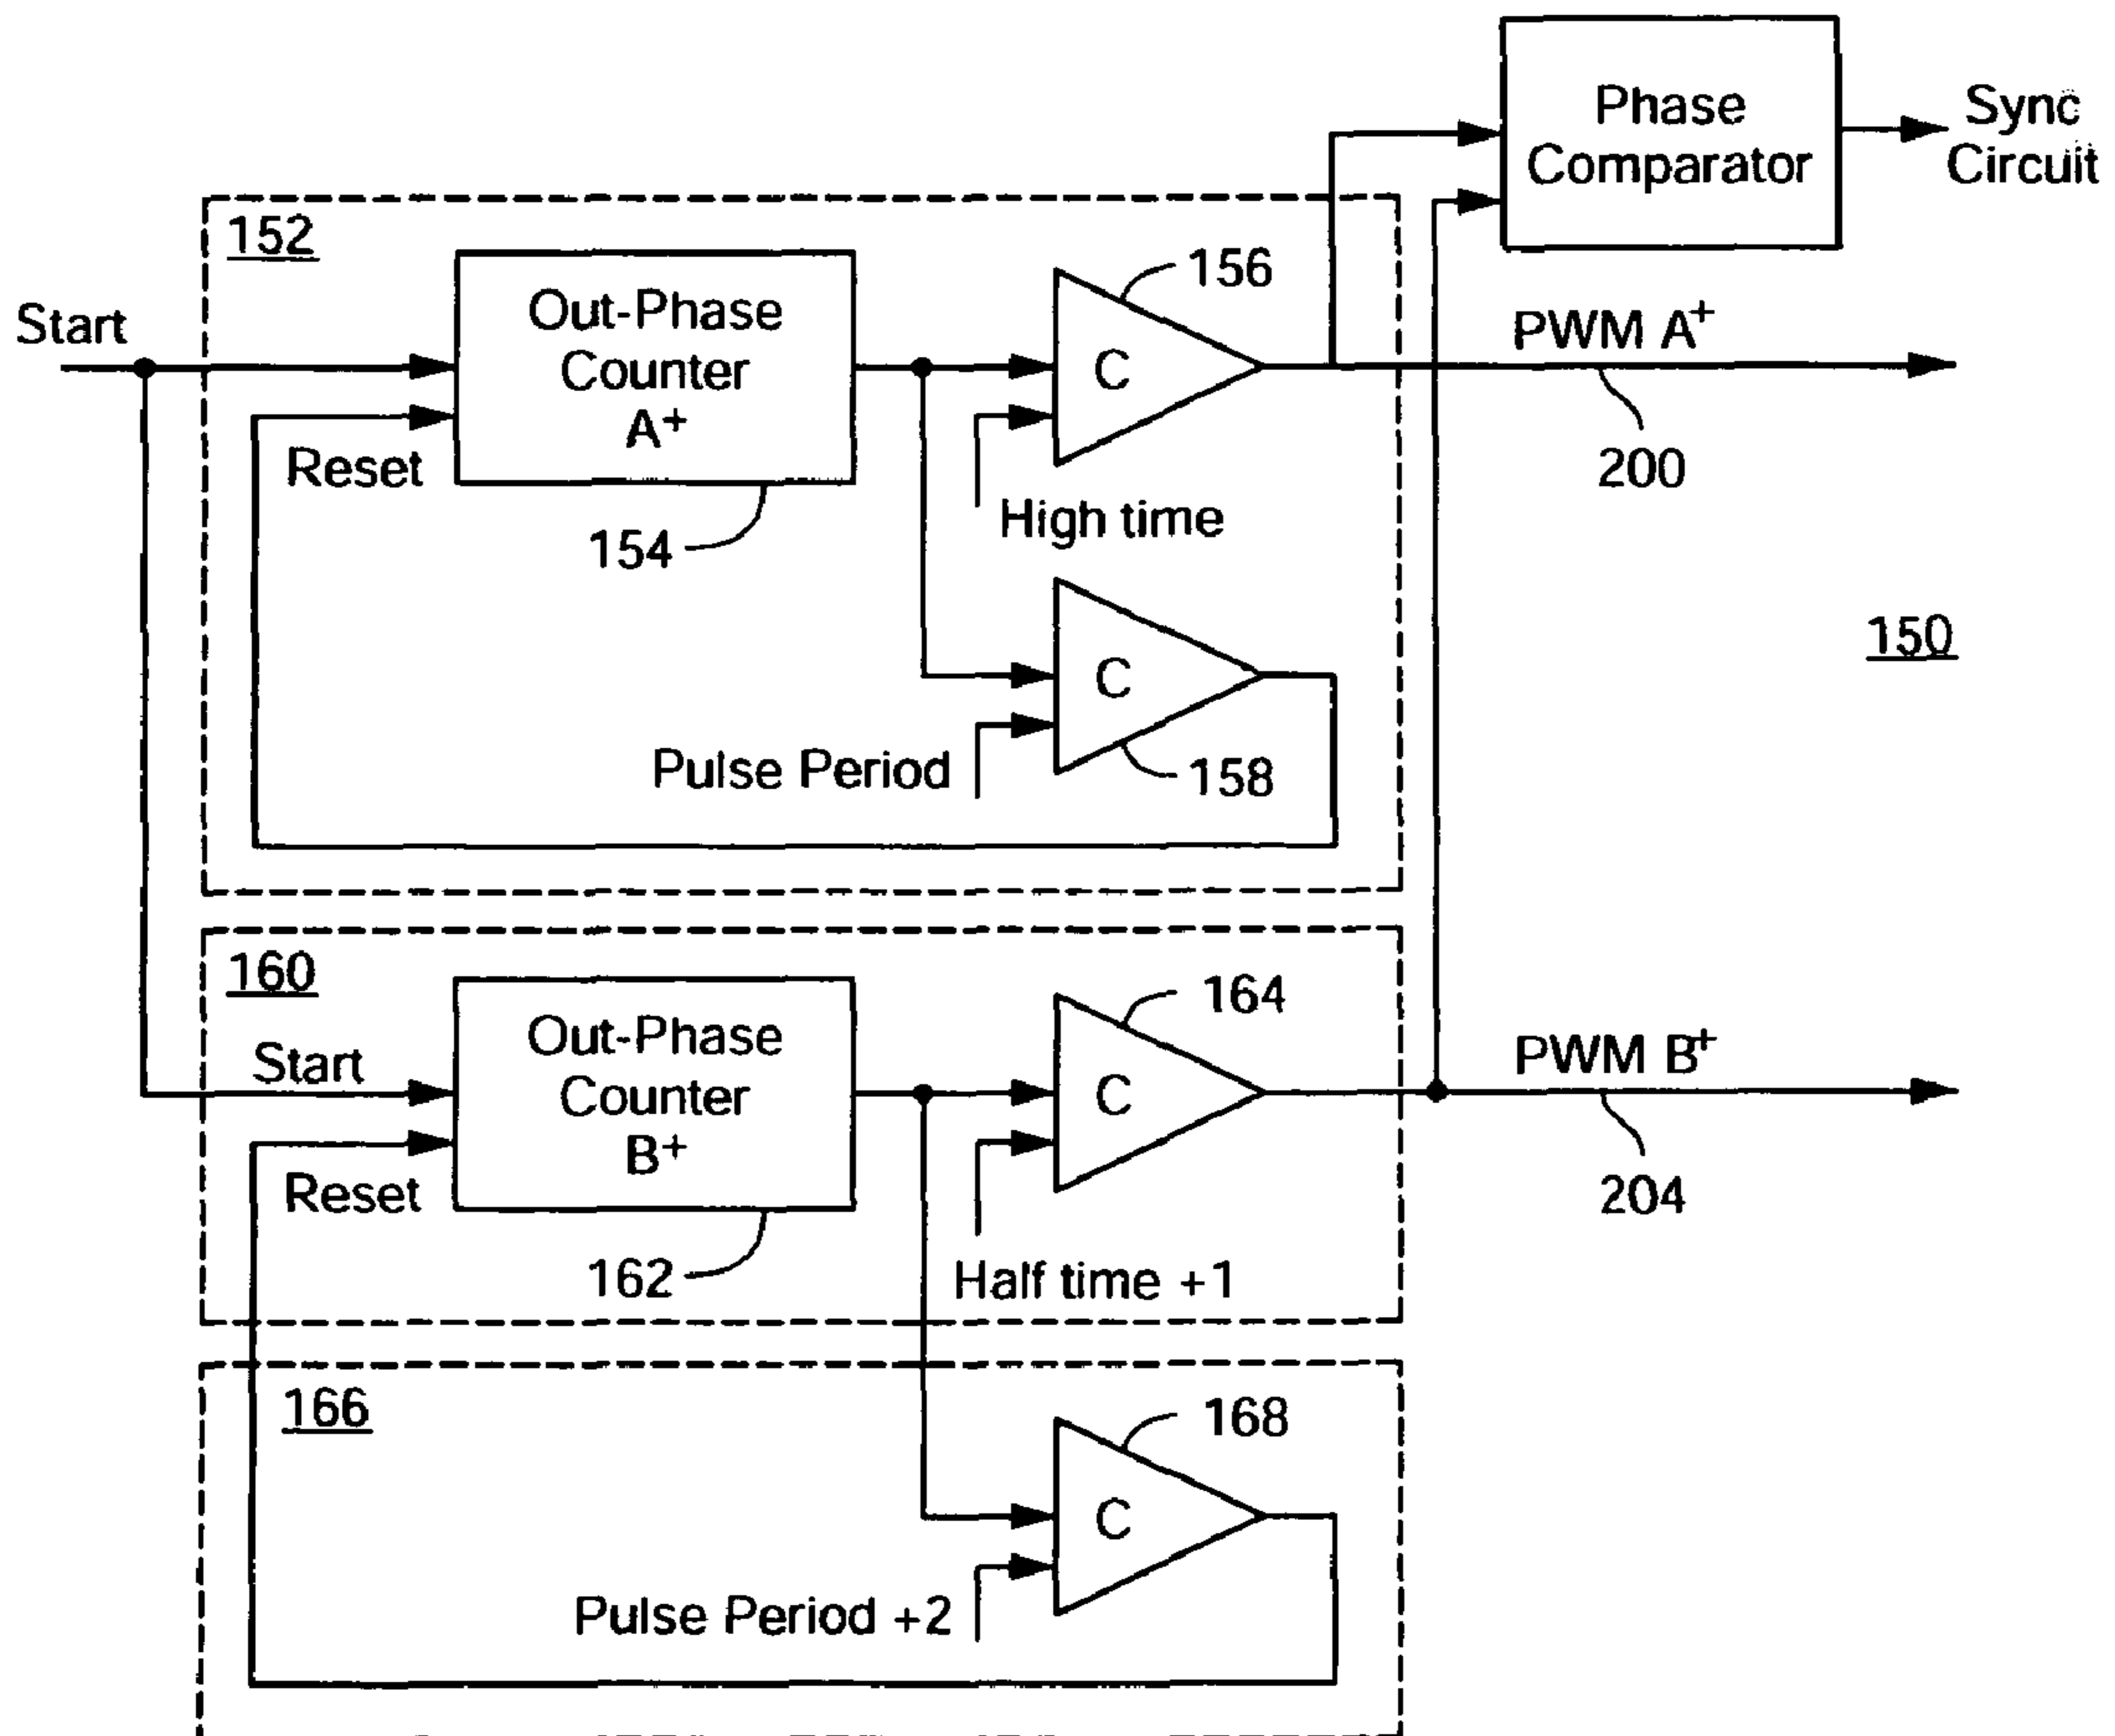 Phase
Comparator
Sync
Circuit
152
Start
Out-Phase
Counter
A+
Reset
154
C
156
High time
PWM A+
200
150
C
Pulse Period
158
160
Start
Out-Phase
Counter
B+
Reset
162
C
164
Half time +1
PWM B+
204
166
C
168
Pulse Period +2